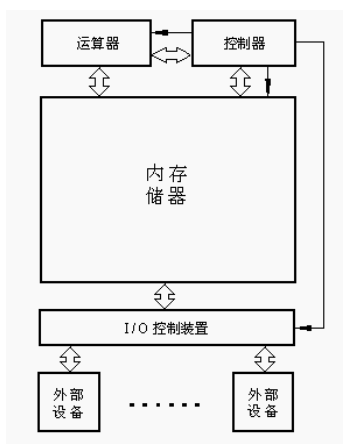 运算器
控制器
内存
储器
I/O 控制装置
外部
设备
......
外部
设备